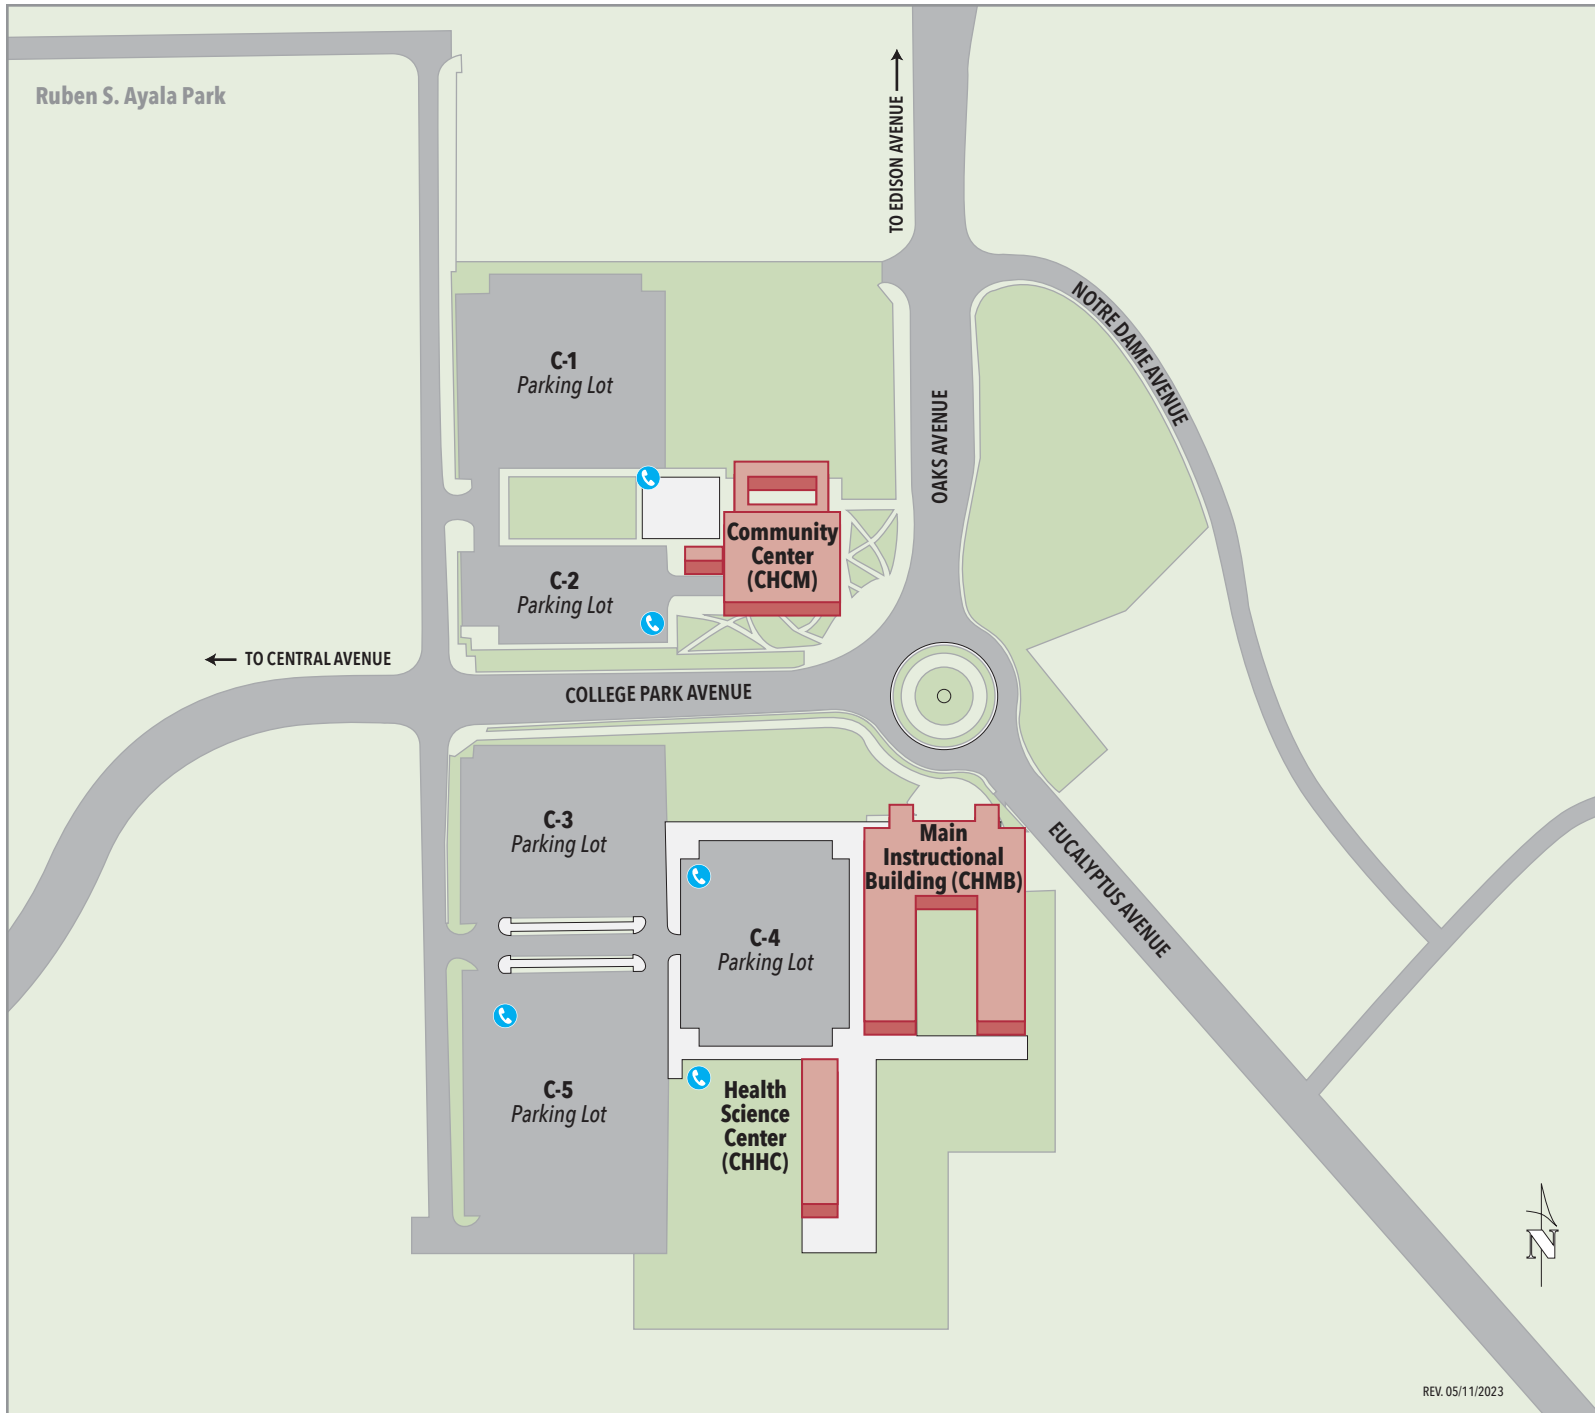 Ruben S. Ayala Park
TO EDISON AVENUE
NOTRE DAME AVENUE
C-1
Parking Lot
OAKS AVENUE
Community
Center
(CHCM)
C-2
Parking Lot
TO CENTRAL AVENUE
COLLEGE PARK AVENUE
C-3
Parking Lot
Main
Instructional
Building (CHMB)
EUCALYPTUS AVENUE
C-4
Parking Lot
C-5
Parking Lot
Health
Science
Center
(CHHC)
N
REV. 05/11/2023